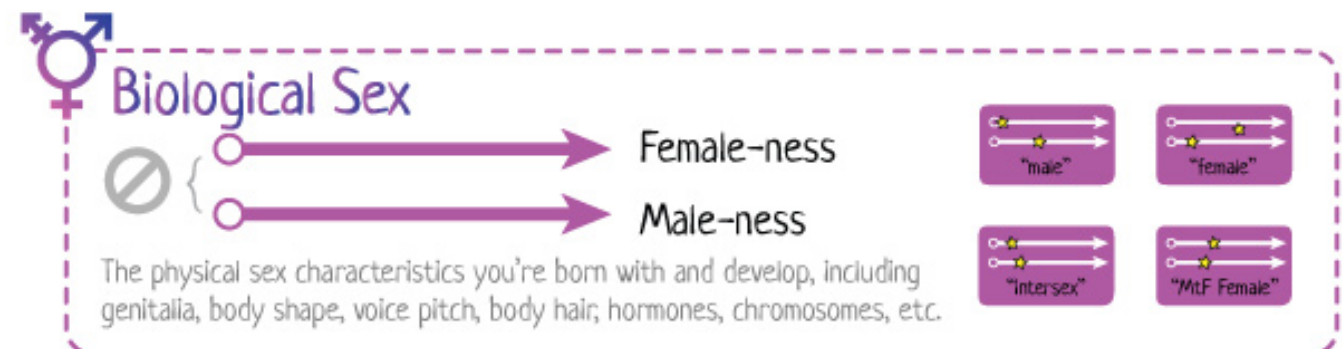 Biological Sex
Female-ness
Male-ness
The physical sex characteristics you're born with and develop, including
genitalia, body shape, voice pitch, body hair, hormones, chromosomes, etc.
"male"
"female"
"intersex"
"MtF Female"